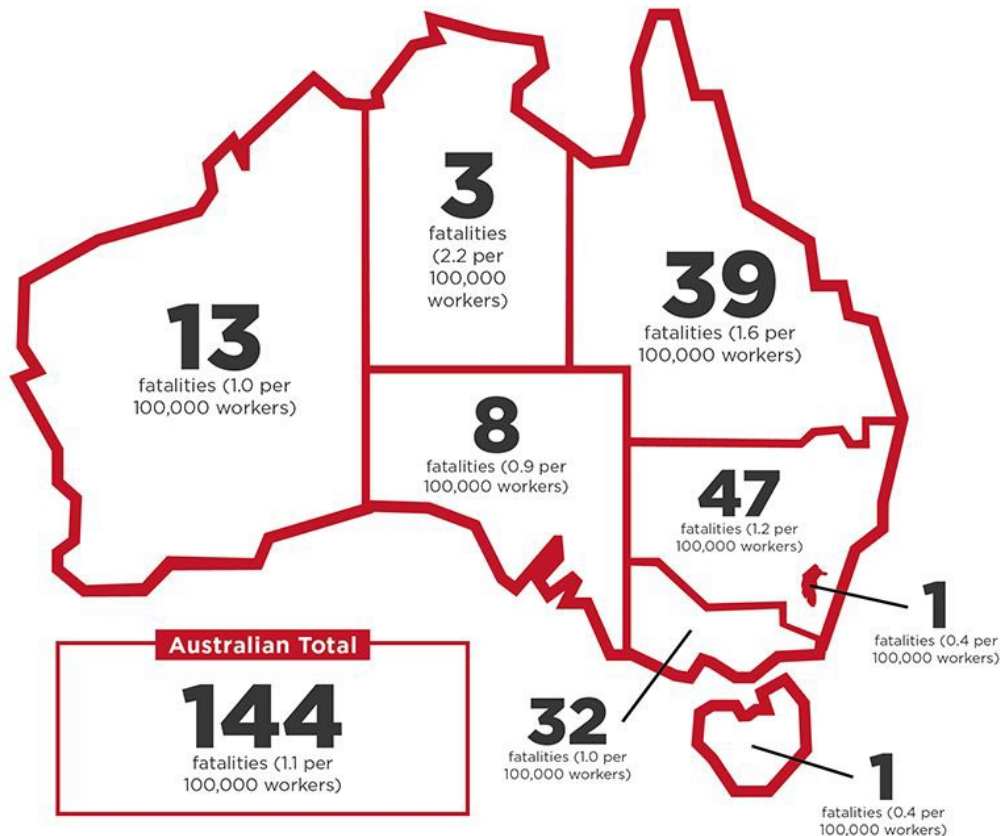 3
fatalities
(2.2 per
100,000
workers)
39
fatalities (1.6 per
100,000 workers)
13
fatalities (1.0 per
100,000 workers)
8
fatalities (0.9 per
100,000 workers)
47
fatalities (1.2 per
100,000 workers)
1
fatalities (0.4 per
100,000 workers)
Australian Total
144
fatalities (1.1 per
100,000 workers)
32
fatalities (1.0 per
100,000 workers)
1
fatalities (0.4 per
100,000 workers)